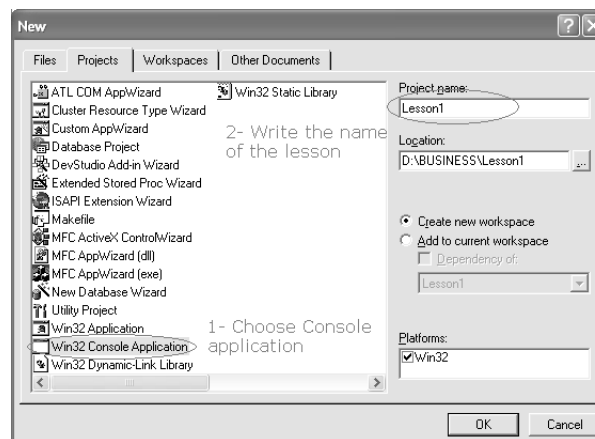 New
Files
Projects
Workspaces
Other Documents
ATL COM AppWizard
Cluster Resource Type Wizard
Custom AppWizard
Database Project
DevStudio Add-in Wizard
Extended Stored Proc Wizard
ISAPI Extension Wizard
Makefile
MFC ActiveX ControlWizard
MFC AppWizard (dll)
MFC AppWizard (exe)
New Database Wizard
Utility Project
Win32 Application
Win32 Console Application
Win32 Dynamic-Link Library
Win32 Static Library
2- Write the name
of the lesson
1- Choose Console
application
Project name:
Lesson1
Location:
D:\BUSINESS\Lesson1
...
Create new workspace
Add to current workspace
Dependency of:
Lesson1
Platforms:
Win32
OK
Cancel